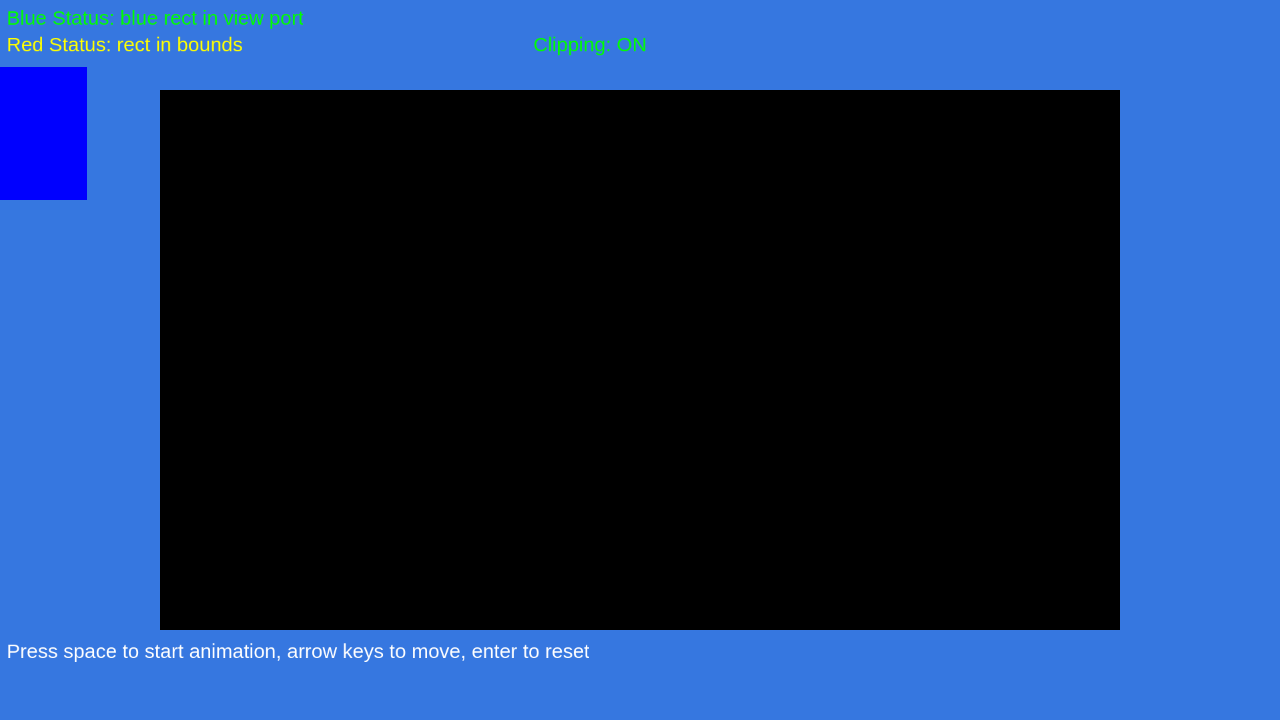 Blue Status: blue rect in view port
Red Status: rect in bounds
Clipping: ON
Press space to start animation, arrow keys to move, enter to reset